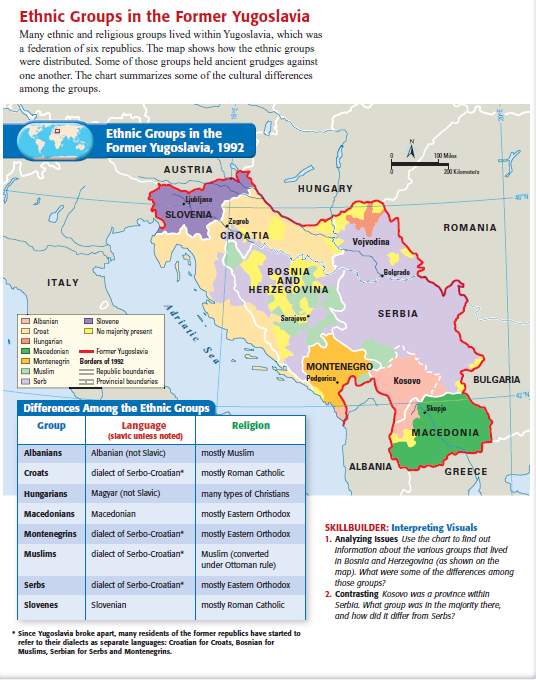 Ethnic Groups in the Former Yugoslavia
Many ethnic and religious groups lived within Yugoslavia, which was
a federation of six republics. The map shows how the ethnic groups
were distributed. Some of those groups held ancient grudges against
one another. The chart summarizes some of the cultural differences
among the groups.
Ethnic Groups in the
Former Yugoslavia, 1992
N
0 100 Miles
0 200 Kilometers
AUSTRIA
HUNGARY
46°N
Ljubljana
SLOVENIA
Zagreb
CROATIA
ROMANIA
Vojvodina
BOSNIA
AND
HERZEGOVINA
Belgrade
ITALY
Adriatic Sea
Sarajevo
SERBIA
Albanian
Croat
Hungarian
Macedonian
Montenegrin
Muslim
Serb
Slovene
No majority present
Former Yugoslavia
Borders of 1992
Republic boundaries
Provincial boundaries
MONTENEGRO
Podgorica
Kosovo
BULGARIA
42°N
Skopje
MACEDONIA
ALBANIA
GREECE
Differences Among the Ethnic Groups
Group Language Religion
(slavic unless noted)
Albanians Albanian (not Slavic) mostly Muslim
Croats dialect of Serbo-Croatian* mostly Roman Catholic
Hungarians Magyar (not Slavic) many types of Christians
Macedonians Macedonian mostly Eastern Orthodox
Montenegrins dialect of Serbo-Croatian* mostly Eastern Orthodox
Muslims dialect of Serbo-Croatian* Muslim (converted
under Ottoman rule)
Serbs dialect of Serbo-Croatian* mostly Eastern Orthodox
Slovenes Slovenian mostly Roman Catholic
* Since Yugoslavia broke apart, many residents of the former republics have started to
refer to their dialects as separate languages: Croatian for Croats, Bosnian for
Muslims, Serbian for Serbs and Montenegrins.
SKILLBUILDER: Interpreting Visuals
1. Analyzing Issues Use the chart to find out
information about the various groups that lived
in Bosnia and Herzegovina (as shown on the
map). What were some of the differences among
those groups?
2. Contrasting Kosovo was a province within
Serbia. What group was in the majority there,
and how did it differ from Serbs?